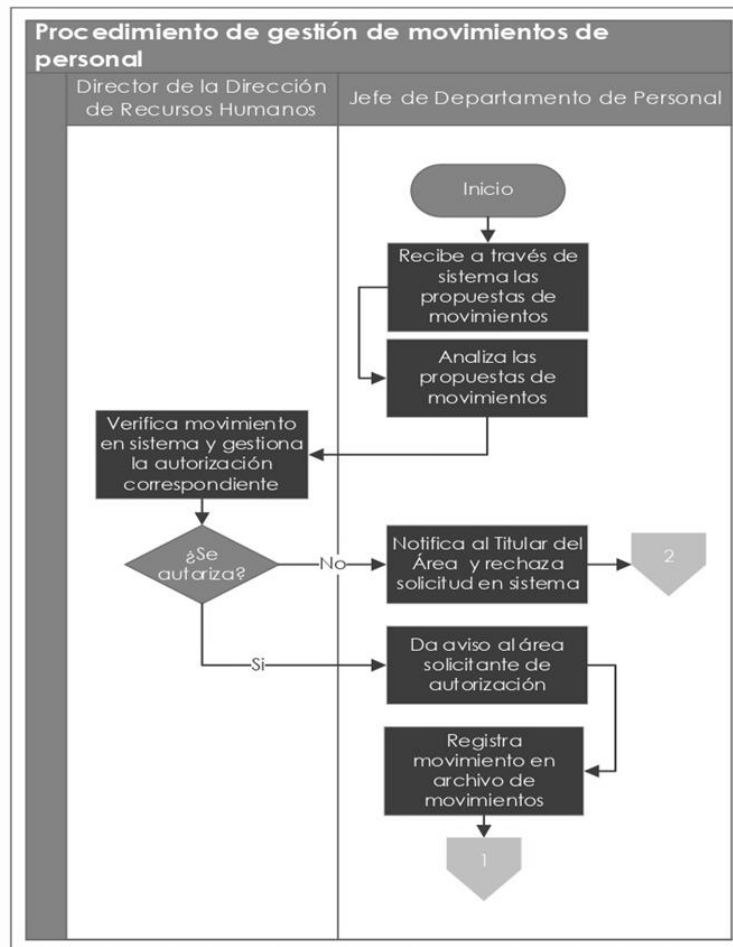 Procedimiento de gestión de movimientos de
personal
Director de la Dirección
de Recursos Humanos
Jefe de Departamento de Personal
Inicio
Recibe a través de
sistema las
propuestas de
movimientos
Analiza las
propuestas de
movimientos
Verifica movimiento
en sistema y gestiona
la autorización
correspondiente
¿Se
autoriza?
No
Notifica al Titular del
Área y rechaza
solicitud en sistema
2
Si
Da aviso al área
solicitante de
autorización
Registra
movimiento en
archivo de
movimientos
1